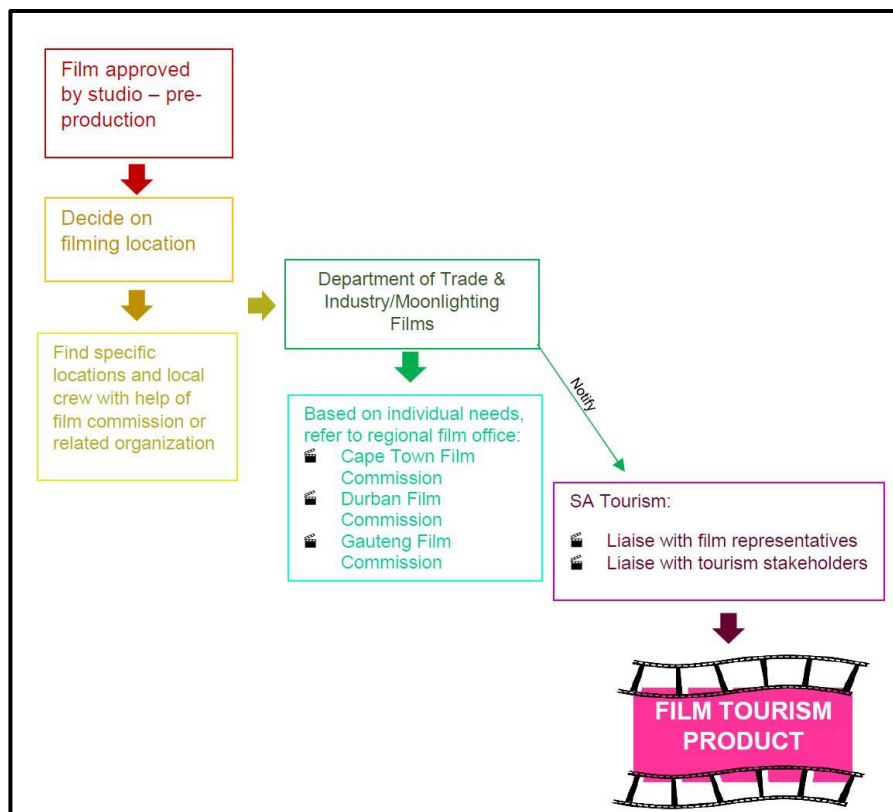 Film approved
by studio – pre-
production
Decide on
filming location
Find specific
locations and local
crew with help of
film commission or
related organization
Department of Trade &
Industry/Moonlighting
Films
Notify
Based on individual needs,
refer to regional film office:
Cape Town Film
Commission
Durban Film
Commission
Gauteng Film
Commission
SA Tourism:
Liaise with film representatives
Liaise with tourism stakeholders
FILM TOURISM
PRODUCT